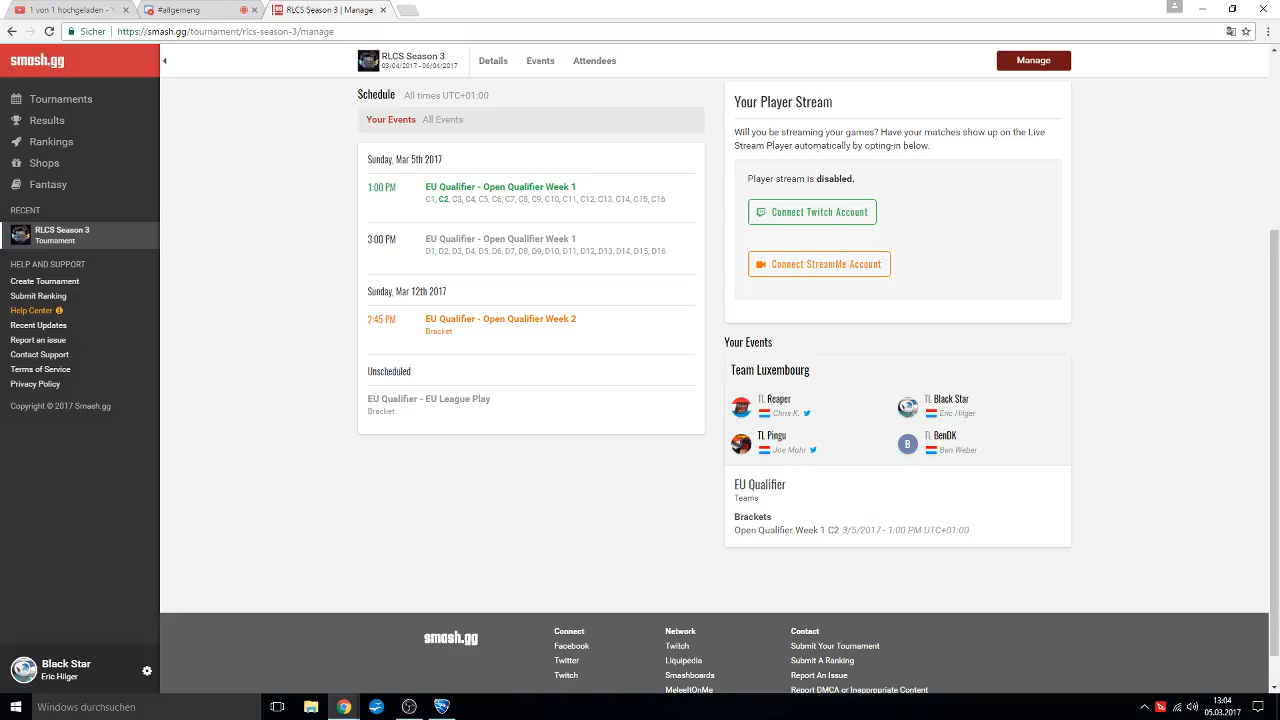 1 von 1 hochgeladen -
#allgemeng
RLCS Season 3 | Manage
Sicher
https://smash.gg/tournament/rlcs-season-3/manage
smash.gg
Tournaments
Results
Rankings
Shops
Fantasy
RECENT
RLCS Season 3
Tournament
HELP AND SUPPORT
Create Tournament
Submit Ranking
Help Center
Recent Updates
Report an issue
Contact Support
Terms of Service
Privacy Policy
Copyright © 2017 Smash.gg
Black Star
Eric Hilger
RLCS Season 3
03/04/2017 - 06/04/2017
Details
Events
Attendees
Manage
Schedule All times UTC+01:00
Your Events All Events
Sunday, Mar 5th 2017
1:00 PM EU Qualifier - Open Qualifier Week 1
C1, C2, C3, C4, C5, C6, C7, C8, C9, C10, C11, C12, C13, C14, C15, C16
3:00 PM EU Qualifier - Open Qualifier Week 1
D1, D2, D3, D4, D5, D6, D7, D8, D9, D10, D11, D12, D13, D14, D15, D16
Sunday, Mar 12th 2017
2:45 PM EU Qualifier - Open Qualifier Week 2
Bracket
Unscheduled
EU Qualifier - EU League Play
Bracket
Your Player Stream
Will you be streaming your games? Have your matches show up on the Live
Stream Player automatically by opting-in below.
Player stream is disabled.
Connect Twitch Account
Connect StreamMe Account
Your Events
Team Luxembourg
TL Reaper
Chris K.
TL Black Star
Eric Hilger
TL Pingu
Joe Mohr
B
TL BenDK
Ben Weber
EU Qualifier
Teams
Brackets
Open Qualifier Week 1 C2 3/5/2017 - 1:00 PM UTC+01:00
smash.gg
Connect
Facebook
Twitter
Twitch
Network
Twitch
Liquipedia
Smashboards
MeleeItOnMe
Contact
Submit Your Tournament
Submit A Ranking
Report An Issue
Report DMCA or Inappropriate Content
Windows durchsuchen
13:04
05.03.2017